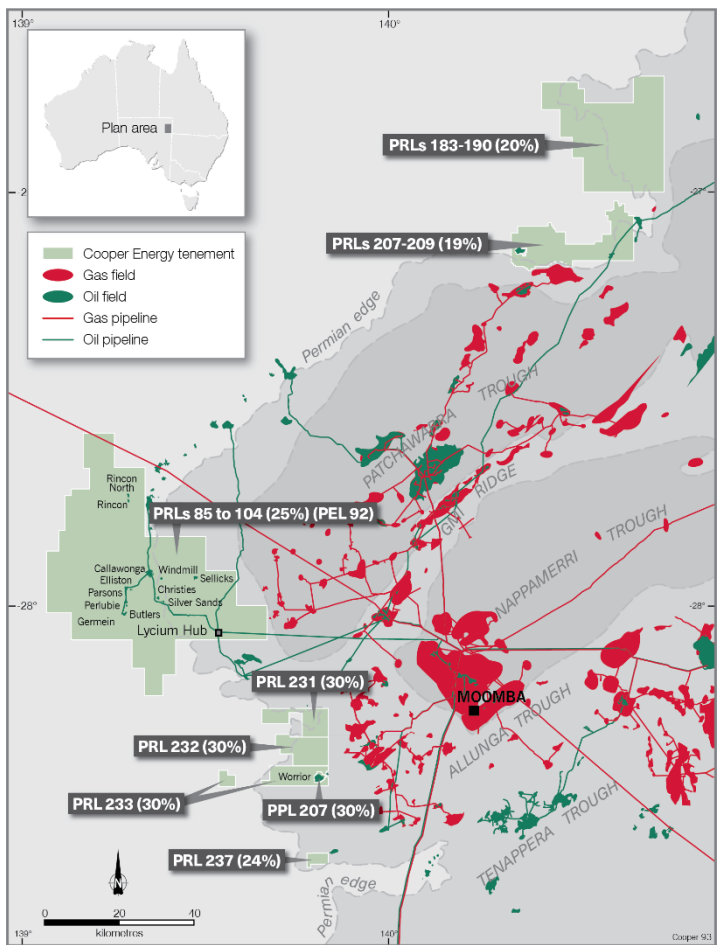 139°
140°
Plan area
PRLs 183-190 (20%)
-27°
PRLs 207-209 (19%)
Cooper Energy tenement
Gas field
Oil field
Gas pipeline
Oil pipeline
Permian edge
PATCHAWARRA TROUGH
GMI RIDGE
NAPPAMERRI TROUGH
Rincon
North
Rincon
PRLs 85 to 104 (25%) (PEL 92)
Callawonga
Windmill
Elliston
Sellicks
Parsons
Christies
Perlubie
Silver Sands
Germein
Butlers
-28°
-28°
Lycium Hub
PRL 231 (30%)
MOOMBA
ALLUNGA TROUGH
PRL 232 (30%)
Worrior
PRL 233 (30%)
PPL 207 (30%)
TENAPPERA TROUGH
PRL 237 (24%)
Permian edge
N
0 20 40
kilometres
139°
140°
Cooper 93